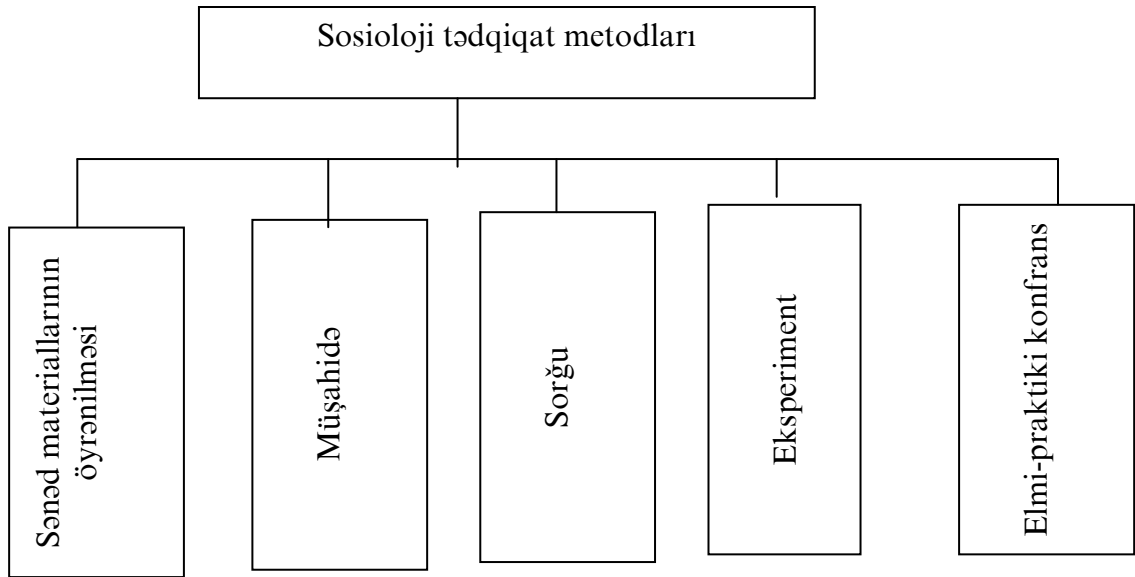 Sosioloji tədqiqat metodları
Sənəd materiallarının
öyrənilməsi
Müşahidə
Sorğu
Eksperiment
Elmi-praktiki konfrans